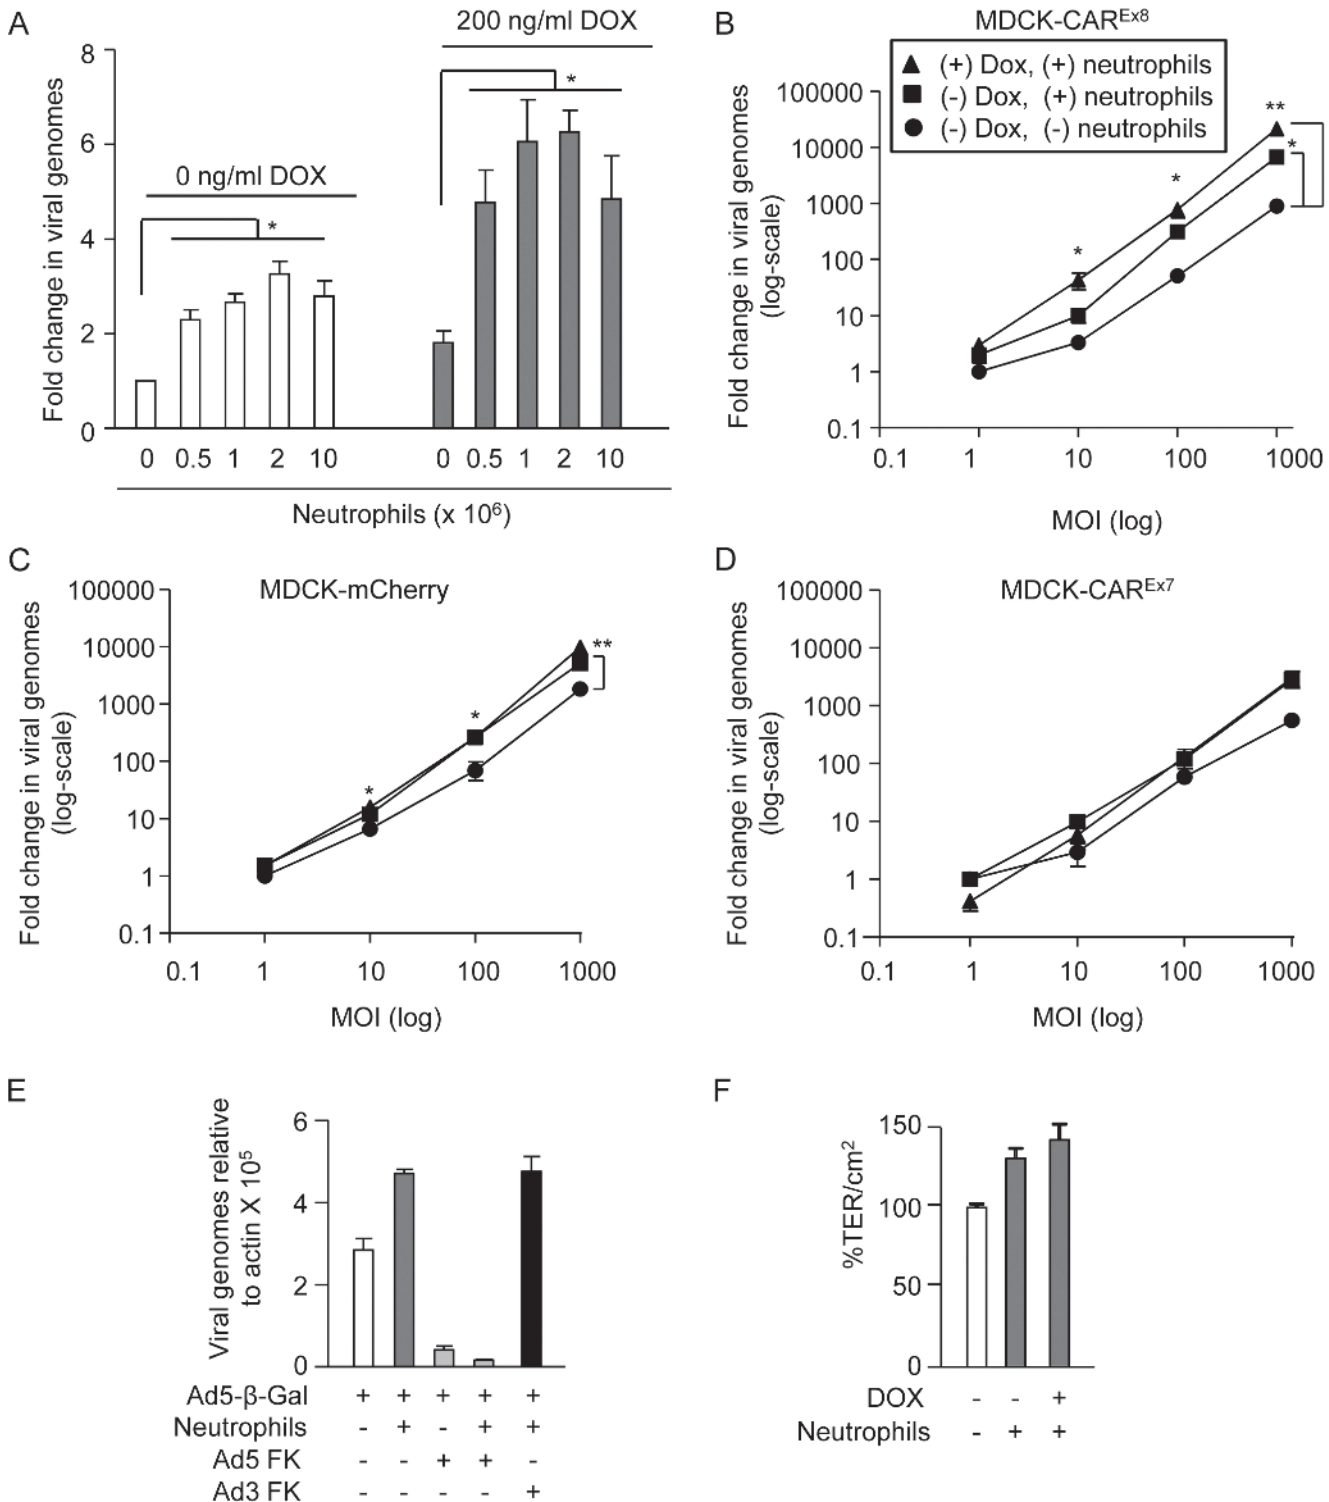 A
200 ng/ml DOX
0 ng/ml DOX
*
*
Fold change in viral genomes
8
6
4
2
0
0 0.5 1 2 10 0 0.5 1 2 10
Neutrophils (x 10⁶)
B
MDCK-CAR^Ex8
(+) Dox, (+) neutrophils
(-) Dox, (+) neutrophils
(-) Dox, (-) neutrophils
Fold change in viral genomes
(log-scale)
100000
10000
1000
100
10
1
0.1
*
*
**
*
0.1 1 10 100 1000
MOI (log)
C
MDCK-mCherry
Fold change in viral genomes
(log-scale)
100000
10000
1000
100
10
1
0.1
*
*
**
0.1 1 10 100 1000
MOI (log)
D
MDCK-CAR^Ex7
Fold change in viral genomes
(log-scale)
100000
10000
1000
100
10
1
0.1
0.1 1 10 100 1000
MOI (log)
E
Viral genomes relative
to actin X 10⁵
6
4
2
0
Ad5-β-Gal + + + + +
Neutrophils - + - + +
Ad5 FK - - + + -
Ad3 FK - - - - +
F
%TER/cm²
150
100
50
0
DOX - - +
Neutrophils - + +